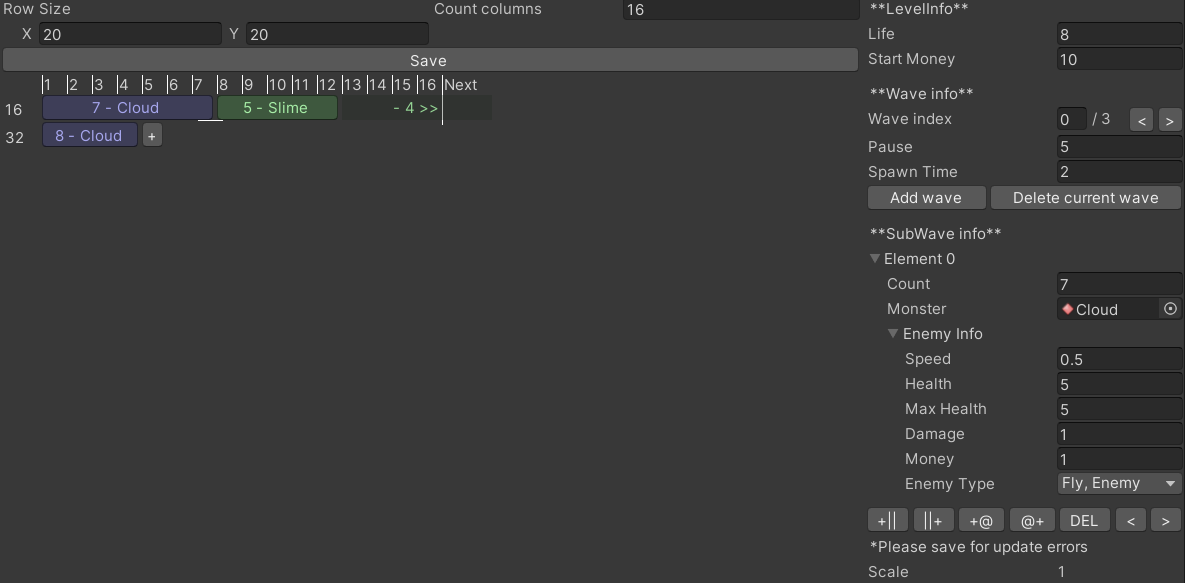 Row Size
X 20 Y 20
Count columns 16
Save
1 2 3 4 5 6 7 8 9 10 11 12 13 14 15 16 Next
16 7 - Cloud 5 - Slime - 4 >>
32 8 - Cloud +
**LevelInfo**
Life 8
Start Money 10
**Wave info**
Wave index 0 / 3 < >
Pause 5
Spawn Time 2
Add wave Delete current wave
**SubWave info**
Element 0
Count 7
Monster Cloud
Enemy Info
Speed 0.5
Health 5
Max Health 5
Damage 1
Money 1
Enemy Type Fly, Enemy
+|| ||+ +@ @+ DEL < >
*Please save for update errors
Scale 1